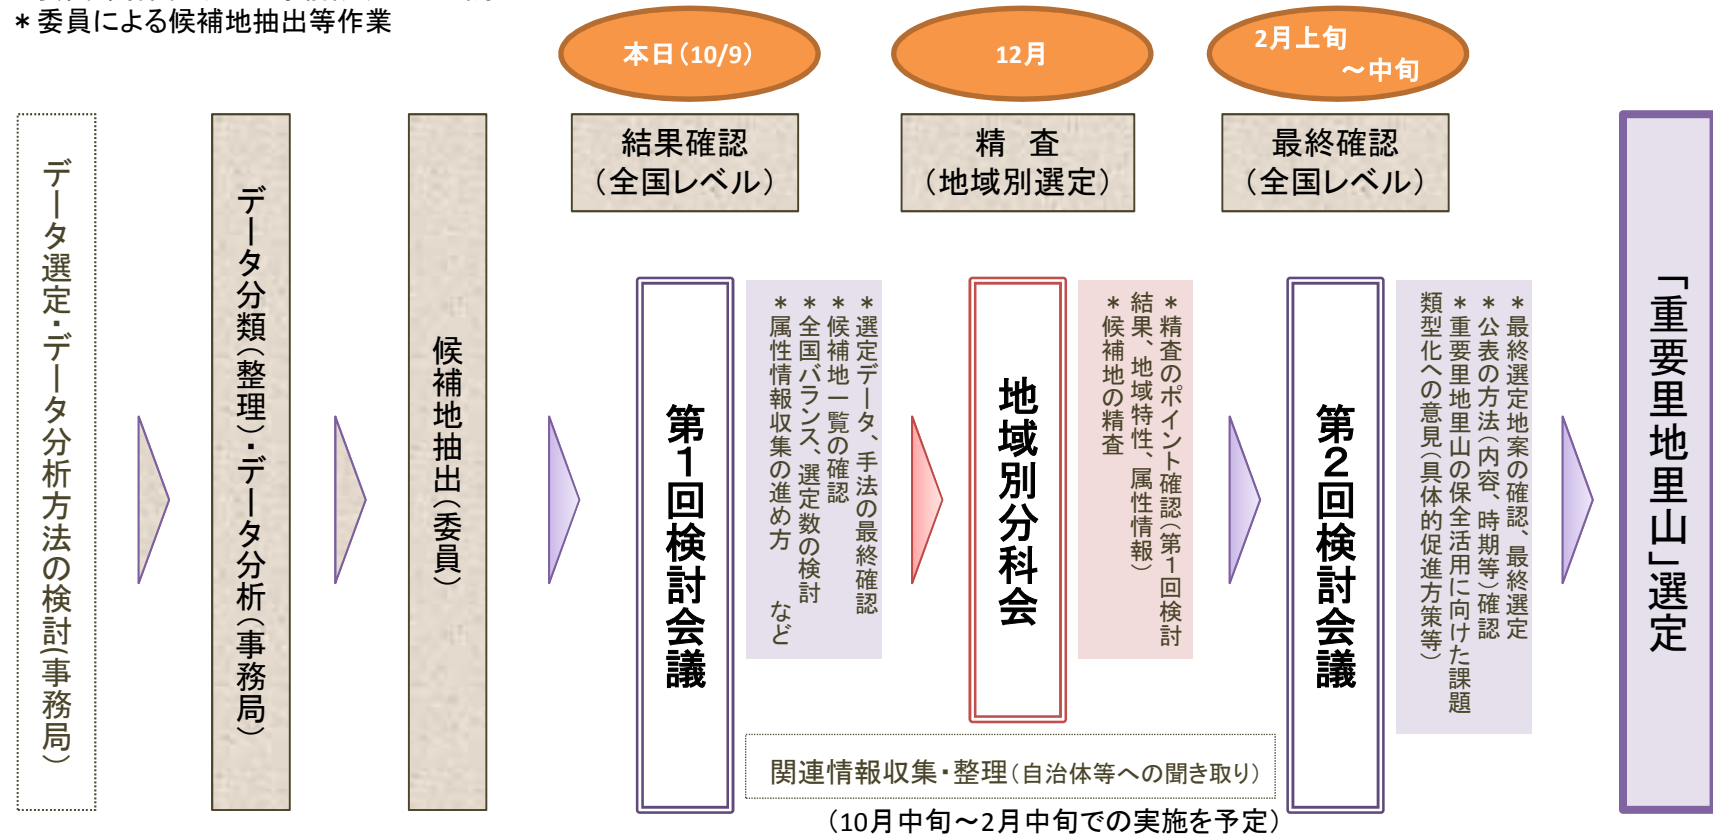 ＊委員による候補地抽出等作業
本日（10/9）
12月
2月上旬
～中旬
結果確認
（全国レベル）
精　査
（地域別選定）
最終確認
（全国レベル）
データ選定・データ分析方法の検討（事務局）
データ分類（整理）・データ分析（事務局）
候補地抽出（委員）
第１回検討会議
＊選定データ、手法の最終確認
＊候補地一覧の確認
＊全国バランス、選定数の検討
＊属性情報収集の進め方　など
地域別分科会
＊精査のポイント確認（第１回検討
結果、地域特性、属性情報）
＊候補地の精査
第２回検討会議
＊最終選定地案の確認、最終選定
＊公表の方法（内容、時期等）確認
＊重要里地里山の保全活用に向けた課題
類型化への意見（具体的促進方策等）
「重要里地里山」選定
関連情報収集・整理（自治体等への聞き取り）
（10月中旬～2月中旬での実施を予定）